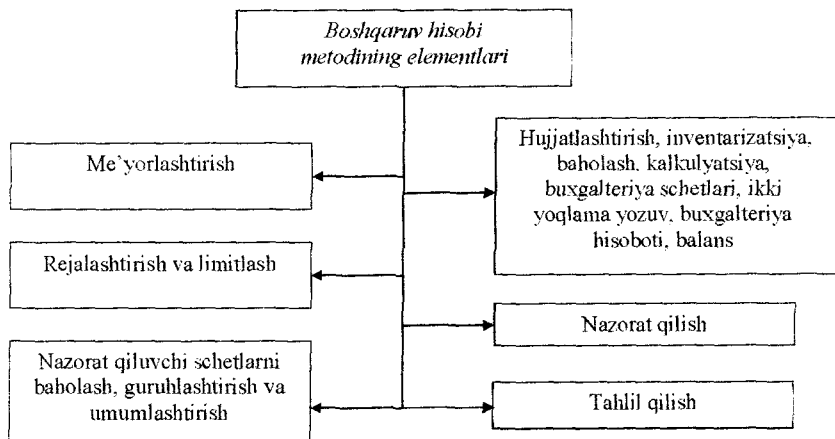 Boshqaruv hisobi
metodining elementlari
Me'yorlashtirish
Rejalashtirish va limitlash
Nazorat qiluvchi schetlarni
baholash, guruhlashtirish va
umumlashtirish
Hujjatlashtirish, inventarizatsiya,
baholash, kalkulyatsiya,
buxgalteriya schetlari, ikki
yoqlama yozuv, buxgalteriya
hisoboti, balans
Nazorat qilish
Tahlil qilish